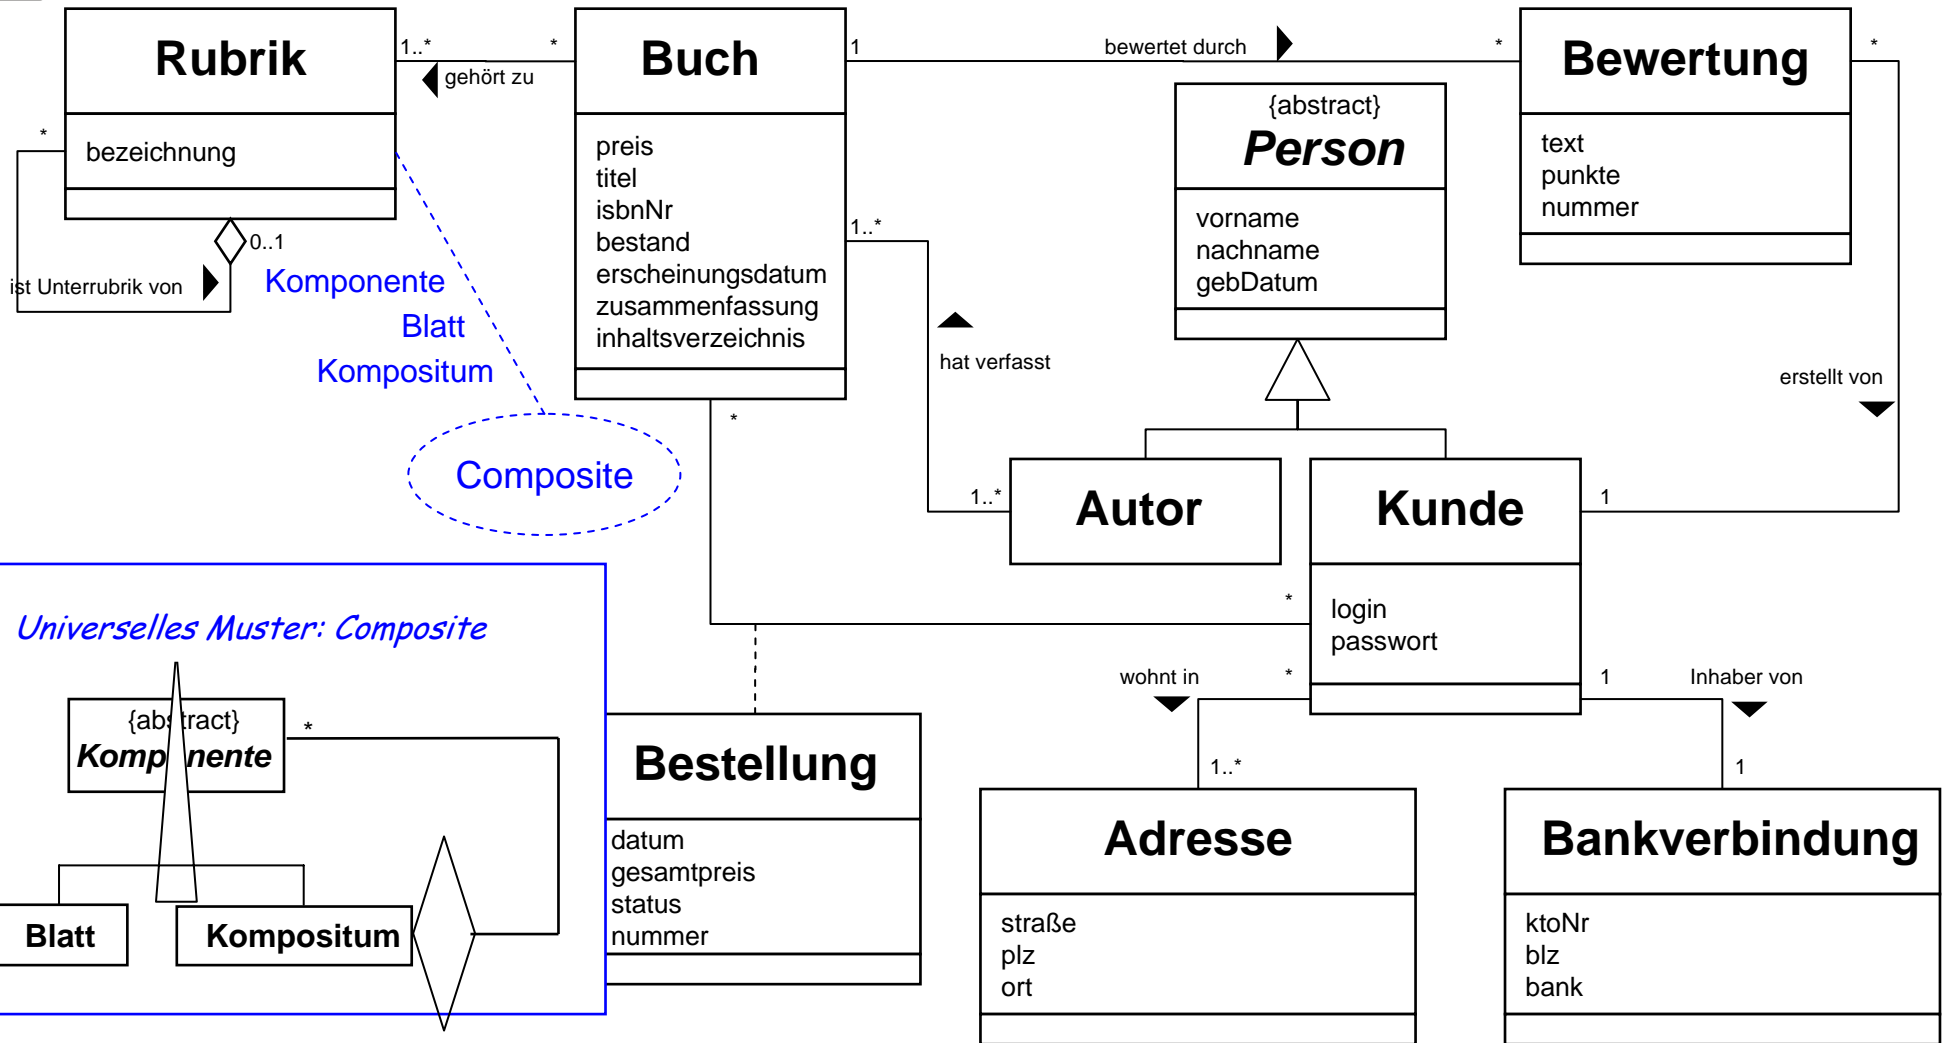 Rubrik
bezeichnung
*
0..1
ist Unterrubrik von
1..*
*
gehört zu
Buch
preis
titel
isbnNr
bestand
erscheinungsdatum
zusammenfassung
inhaltsverzeichnis
1
bewertet durch
*
Bewertung
text
punkte
nummer
*
{abstract}
Person
vorname
nachname
gebDatum
1..*
hat verfasst
1..*
erstellt von
1
Komponente
Blatt
Kompositum
Composite
Autor
Kunde
login
passwort
*
*
Universelles Muster: Composite
{abstract}
Komponente
*
Blatt
Kompositum
Bestellung
datum
gesamtpreis
status
nummer
wohnt in
*
1..*
1
Inhaber von
1
Adresse
straße
plz
ort
Bankverbindung
ktoNr
blz
bank